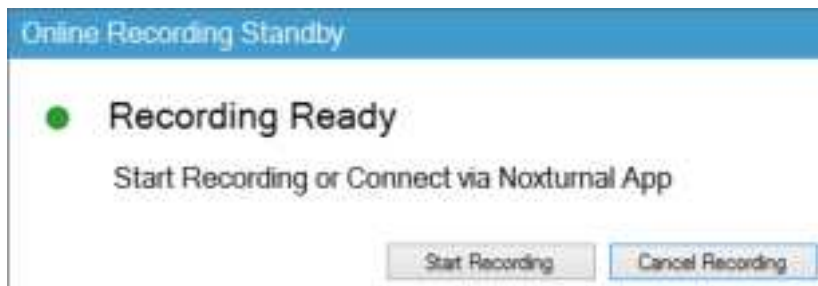 Online Recording Standby
Recording Ready
Start Recording or Connect via Noxturnal App
Start Recording Cancel Recording